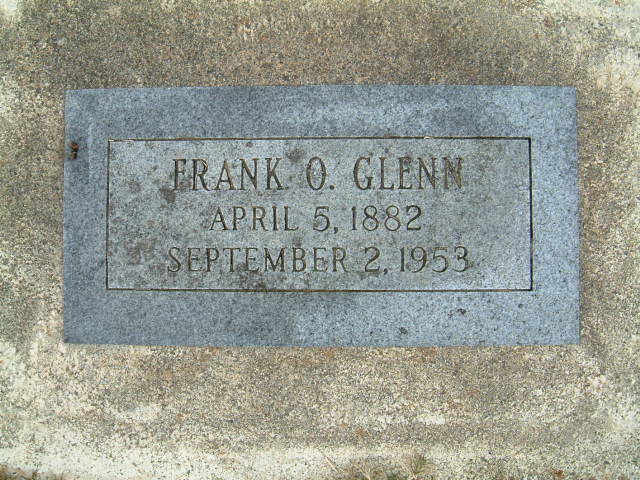 FRANK O. GLENN
APRIL 5, 1882
SEPTEMBER 2, 1953